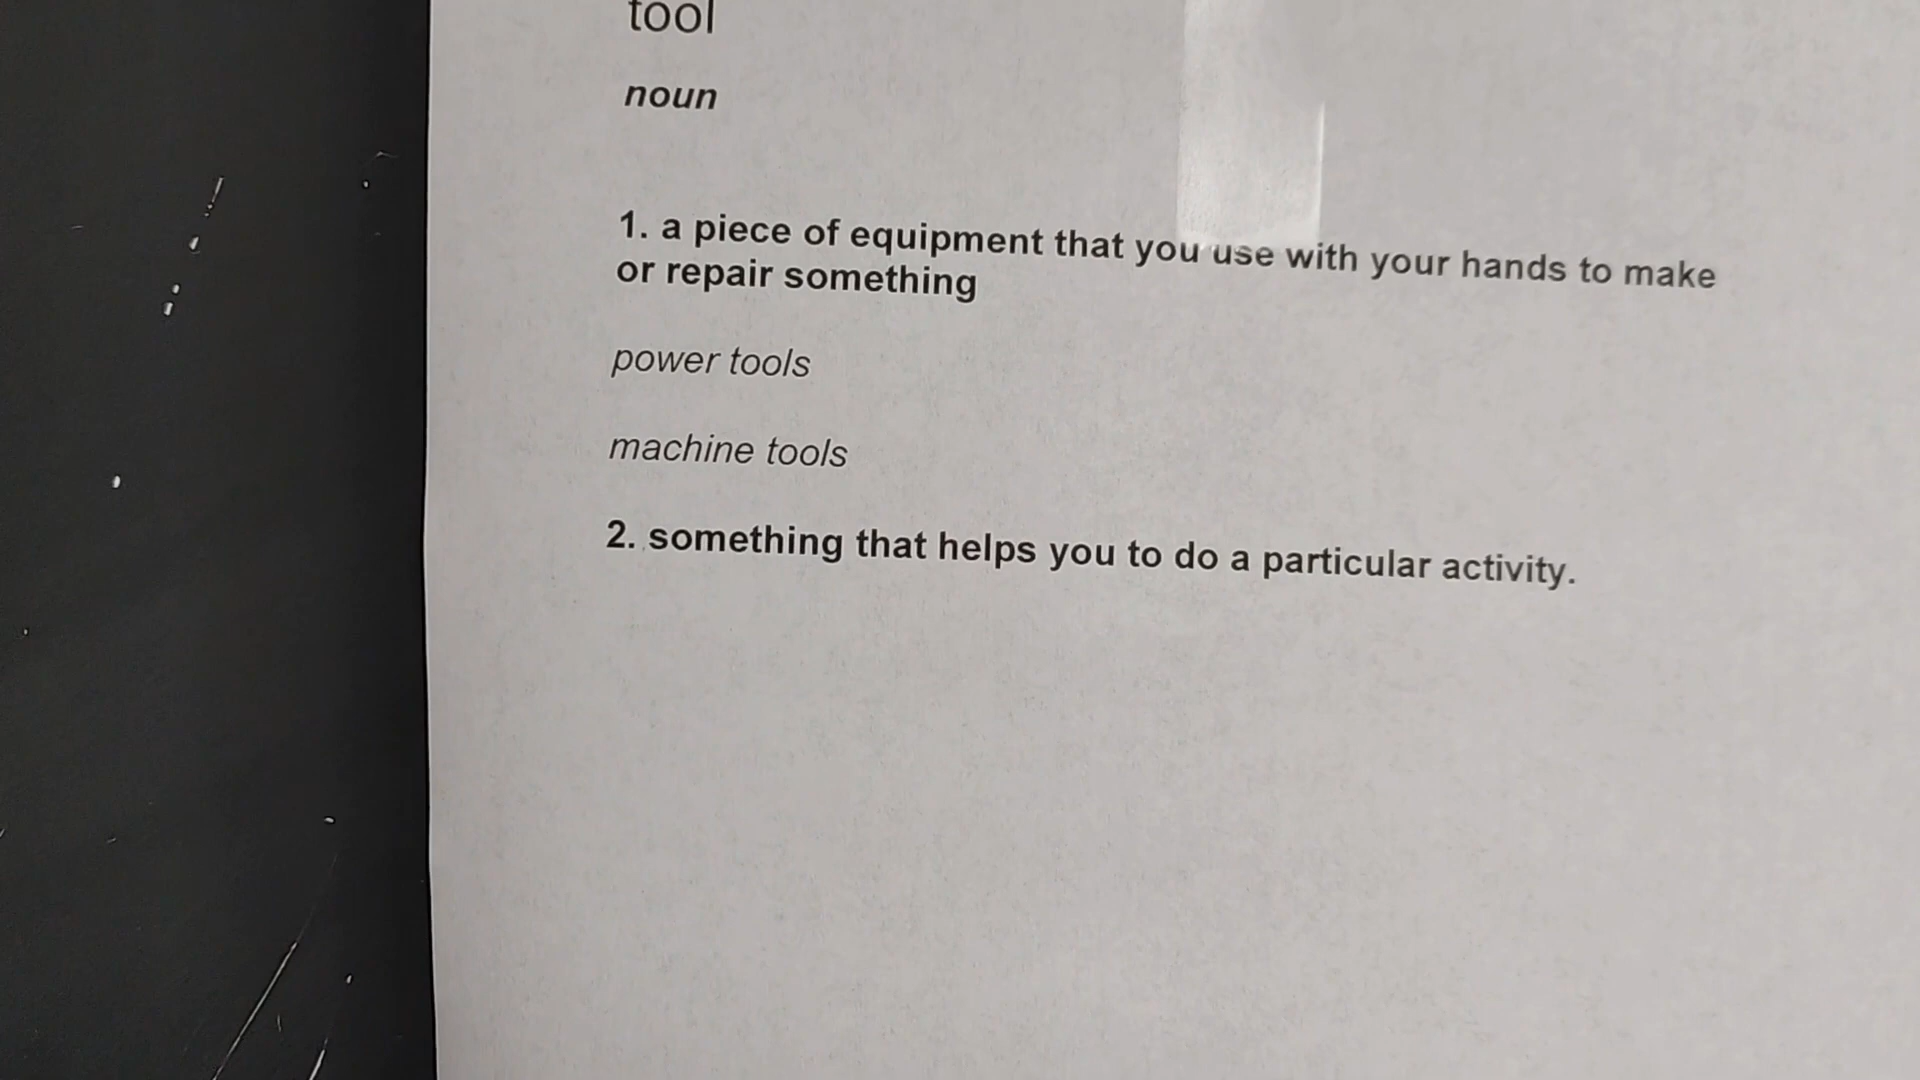 tool
noun
1. a piece of equipment that you use with your hands to make
or repair something
power tools
machine tools
2. something that helps you to do a particular activity.